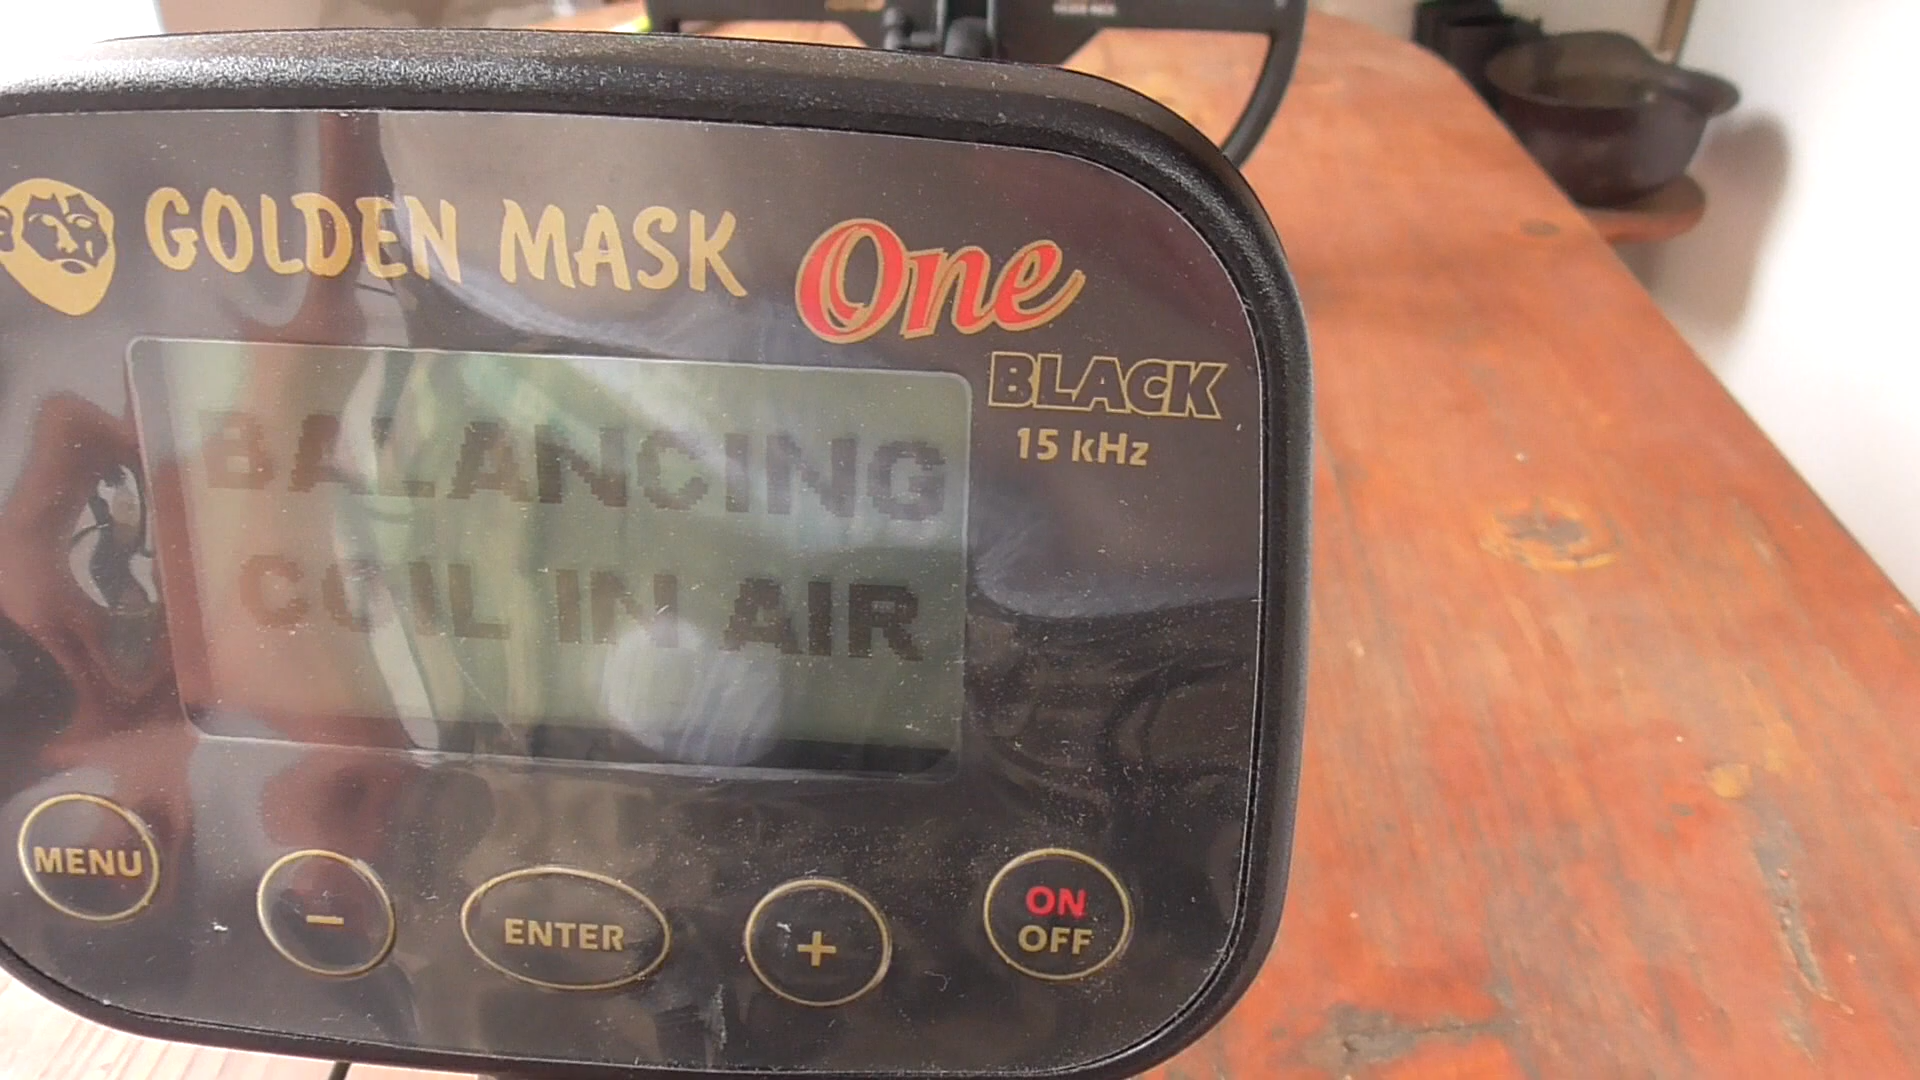 GOLDEN MASK One
BLACK
15 kHz
BALANCING
COIL IN AIR
MENU
−
ENTER
+
ON
OFF